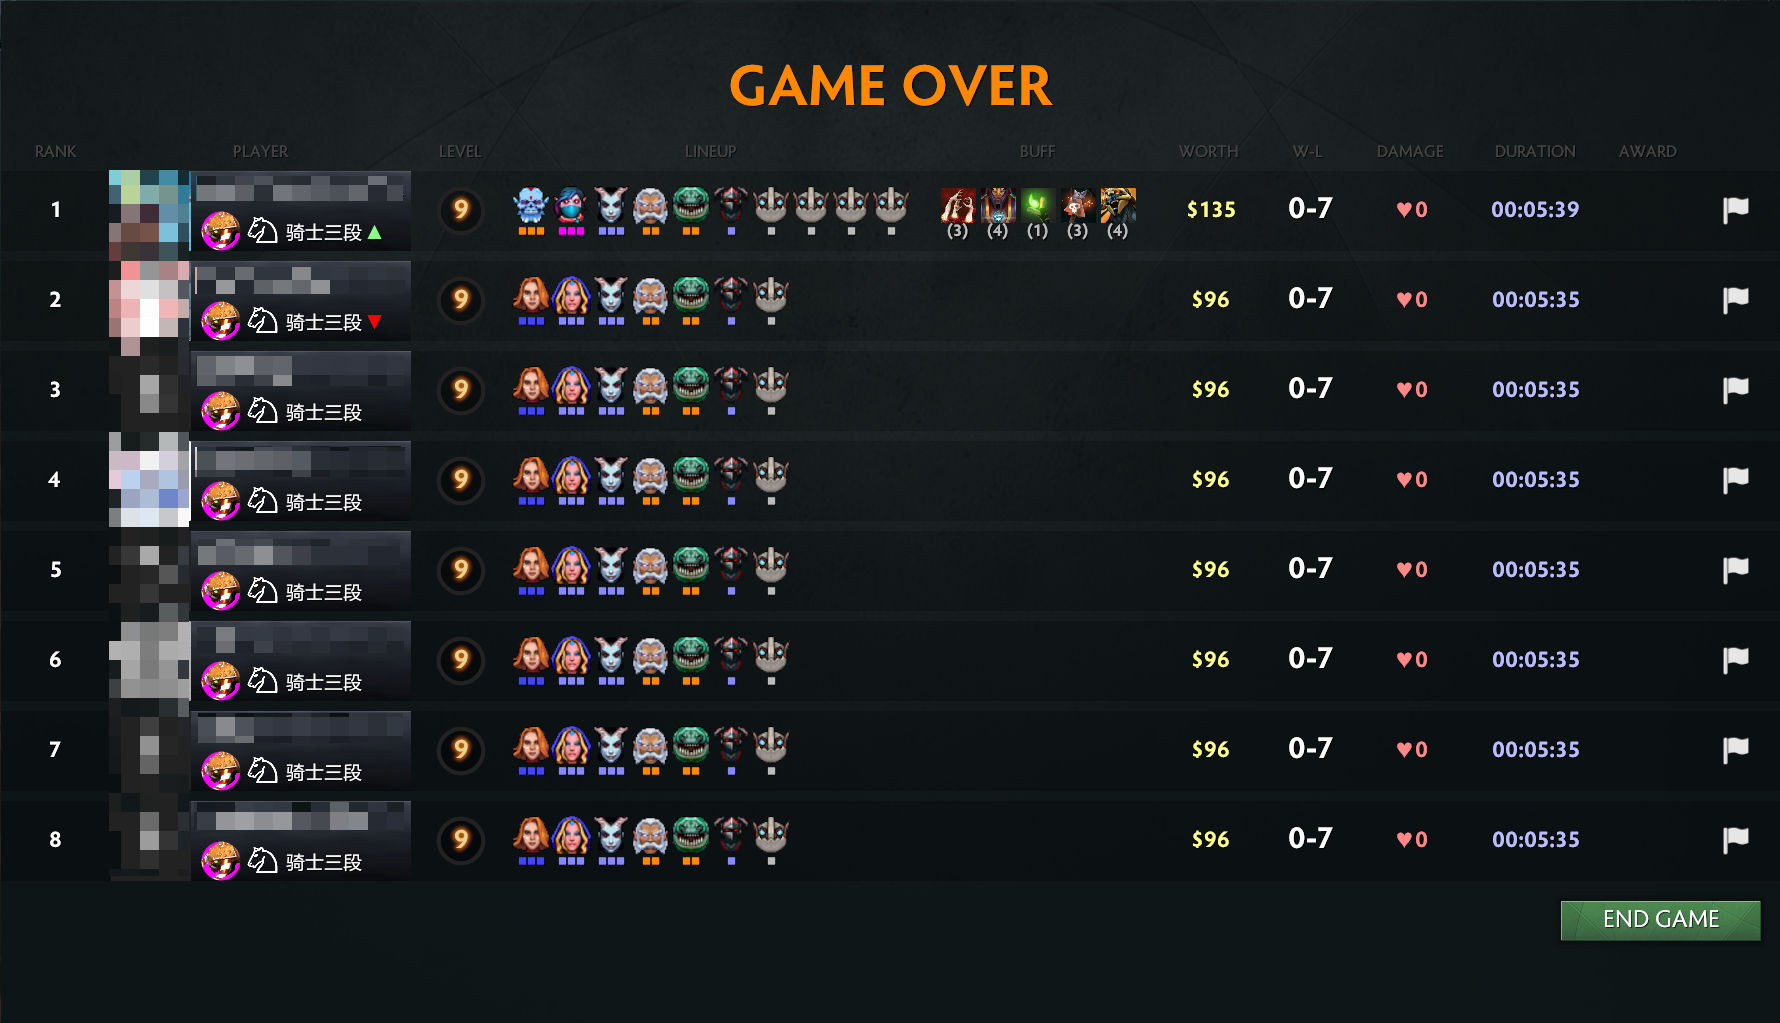 GAME OVER
RANK PLAYER LEVEL LINEUP BUFF WORTH W-L DAMAGE DURATION AWARD
1 9 $135 0-7 ♥0 00:05:39
骑士三段▲ (3) (4) (1) (3) (4)
2 9 $96 0-7 ♥0 00:05:35
骑士三段▼
3 9 $96 0-7 ♥0 00:05:35
骑士三段
4 9 $96 0-7 ♥0 00:05:35
骑士三段
5 9 $96 0-7 ♥0 00:05:35
骑士三段
6 9 $96 0-7 ♥0 00:05:35
骑士三段
7 9 $96 0-7 ♥0 00:05:35
骑士三段
8 9 $96 0-7 ♥0 00:05:35
骑士三段
END GAME